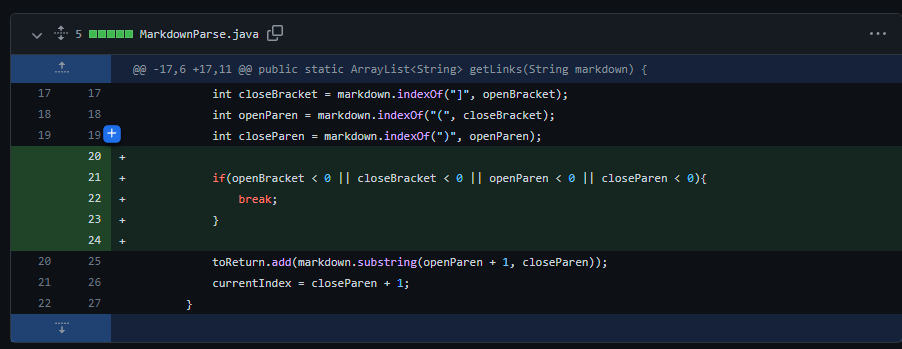 5 MarkdownParse.java
@@ -17,6 +17,11 @@ public static ArrayList<String> getLinks(String markdown) {
17 17 int closeBracket = markdown.indexOf("]", openBracket);
18 18 int openParen = markdown.indexOf("(", closeBracket);
19 19 + int closeParen = markdown.indexOf(")", openParen);
20 +
21 + if(openBracket < 0 || closeBracket < 0 || openParen < 0 || closeParen < 0){
22 + break;
23 + }
24 +
20 25 toReturn.add(markdown.substring(openParen + 1, closeParen));
21 26 currentIndex = closeParen + 1;
22 27 }